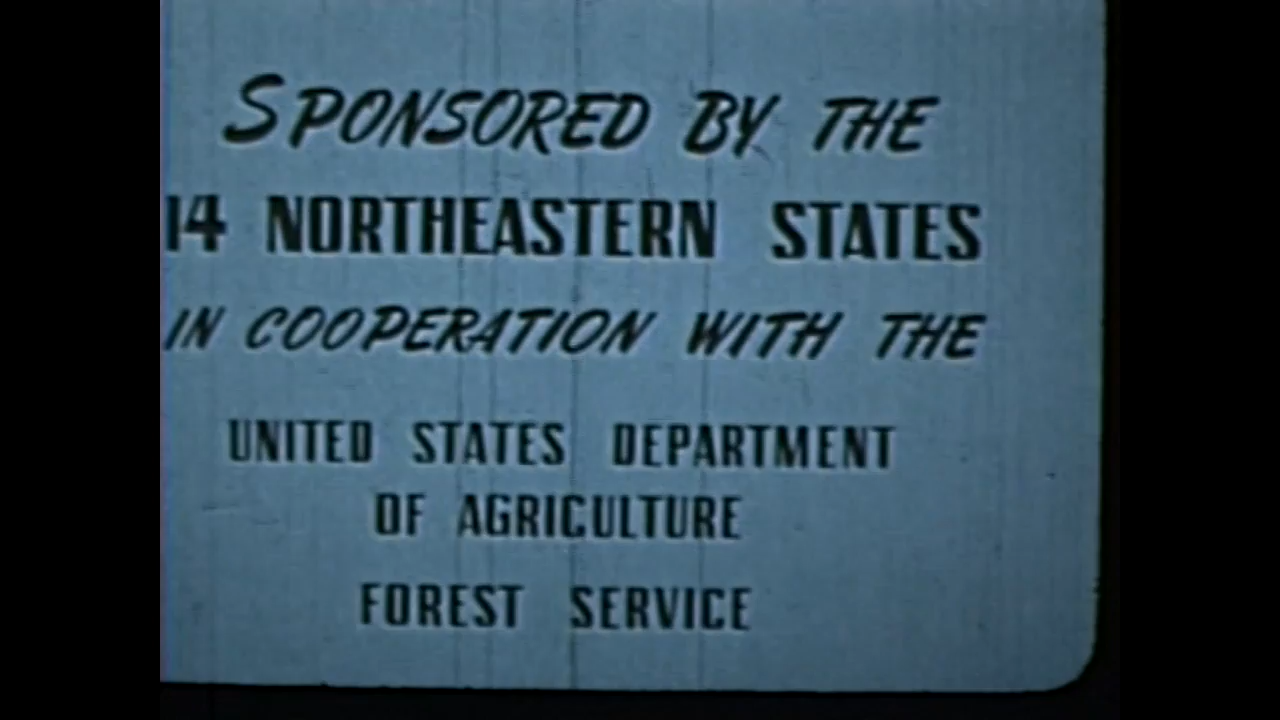 SPONSORED BY THE
14 NORTHEASTERN STATES
IN COOPERATION WITH THE
UNITED STATES DEPARTMENT
OF AGRICULTURE
FOREST SERVICE